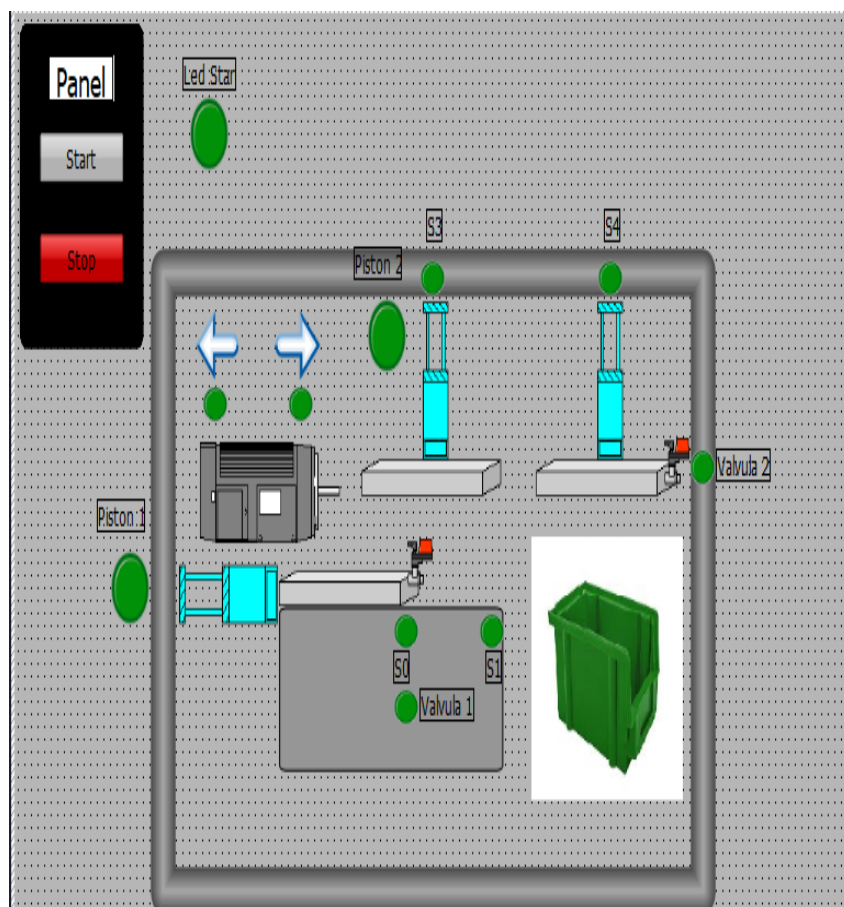 Panel
Start
Stop
Led Star
S3
S4
Piston 2
Valvula 2
Piston 1
S0
S1
Valvula 1